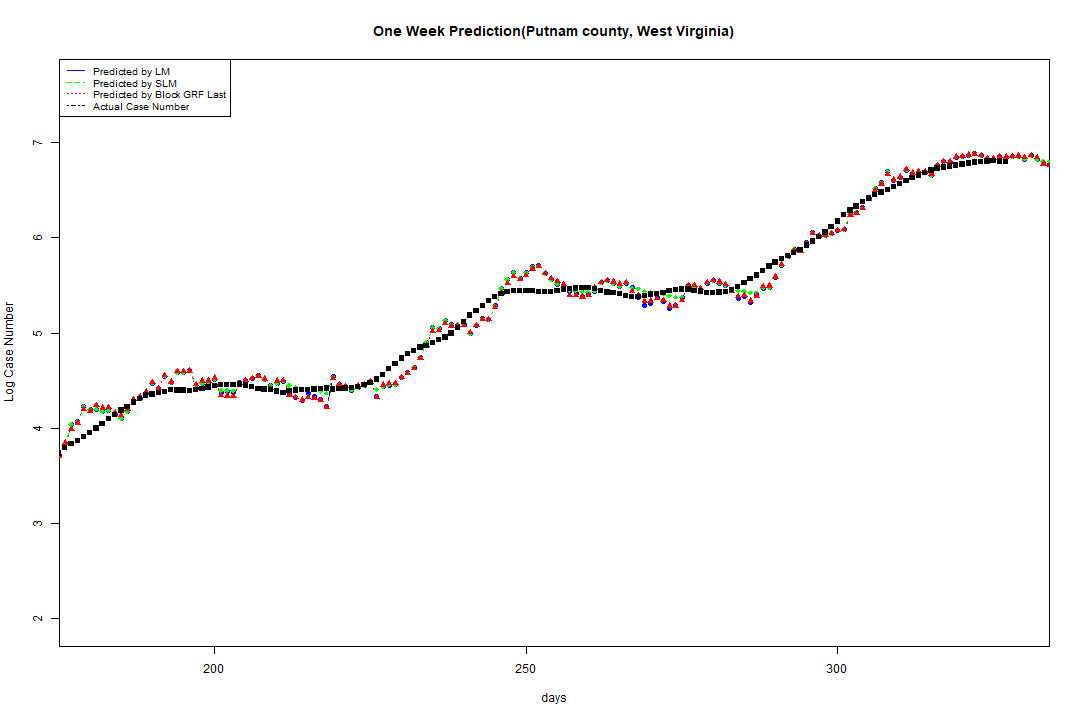 One Week Prediction(Putnam county, West Virginia)
Predicted by LM
Predicted by SLM
Predicted by Block GRF Last
Actual Case Number
7
6
5
4
3
2
Log Case Number
200 250 300
days